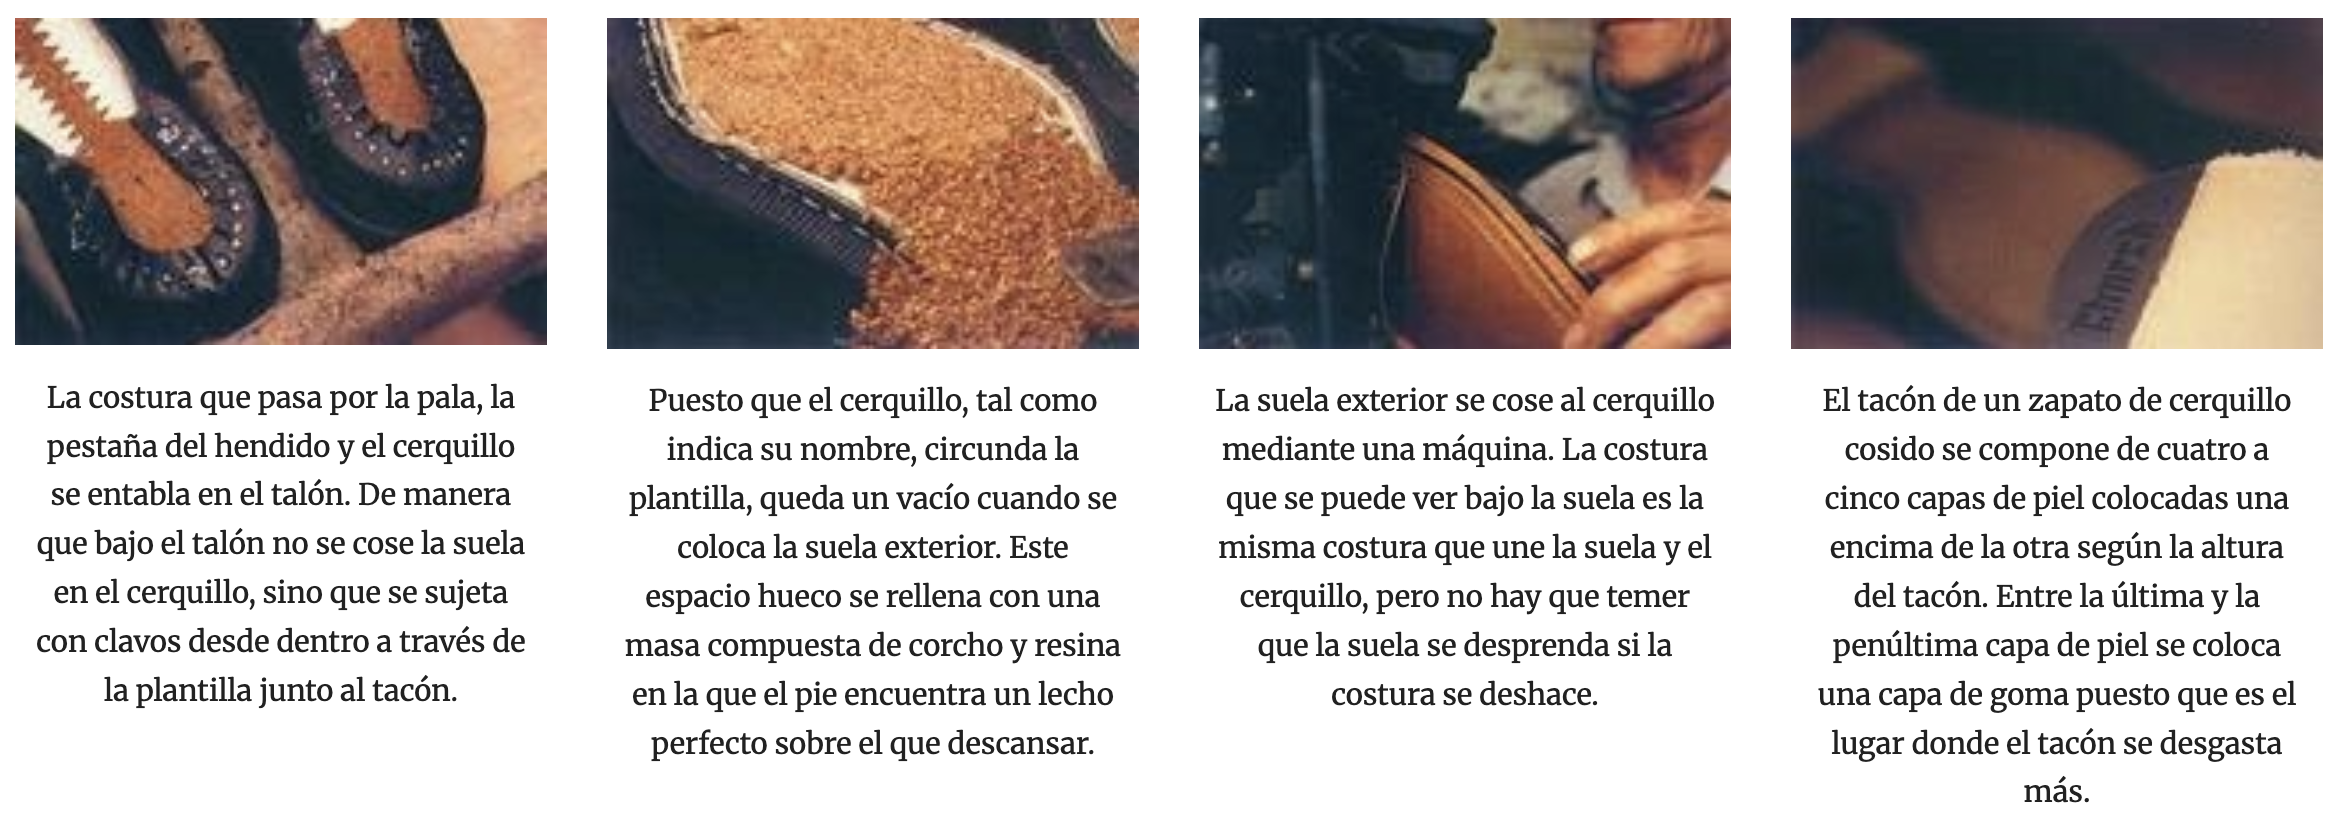 La costura que pasa por la pala, la
pestaña del hendido y el cerquillo
se entabla en el talón. De manera
que bajo el talón no se cose la suela
en el cerquillo, sino que se sujeta
con clavos desde dentro a través de
la plantilla junto al tacón.
Puesto que el cerquillo, tal como
indica su nombre, circunda la
plantilla, queda un vacío cuando se
coloca la suela exterior. Este
espacio hueco se rellena con una
masa compuesta de corcho y resina
en la que el pie encuentra un lecho
perfecto sobre el que descansar.
La suela exterior se cose al cerquillo
mediante una máquina. La costura
que se puede ver bajo la suela es la
misma costura que une la suela y el
cerquillo, pero no hay que temer
que la suela se desprenda si la
costura se deshace.
El tacón de un zapato de cerquillo
cosido se compone de cuatro a
cinco capas de piel colocadas una
encima de la otra según la altura
del tacón. Entre la última y la
penúltima capa de piel se coloca
una capa de goma puesto que es el
lugar donde el tacón se desgasta
más.